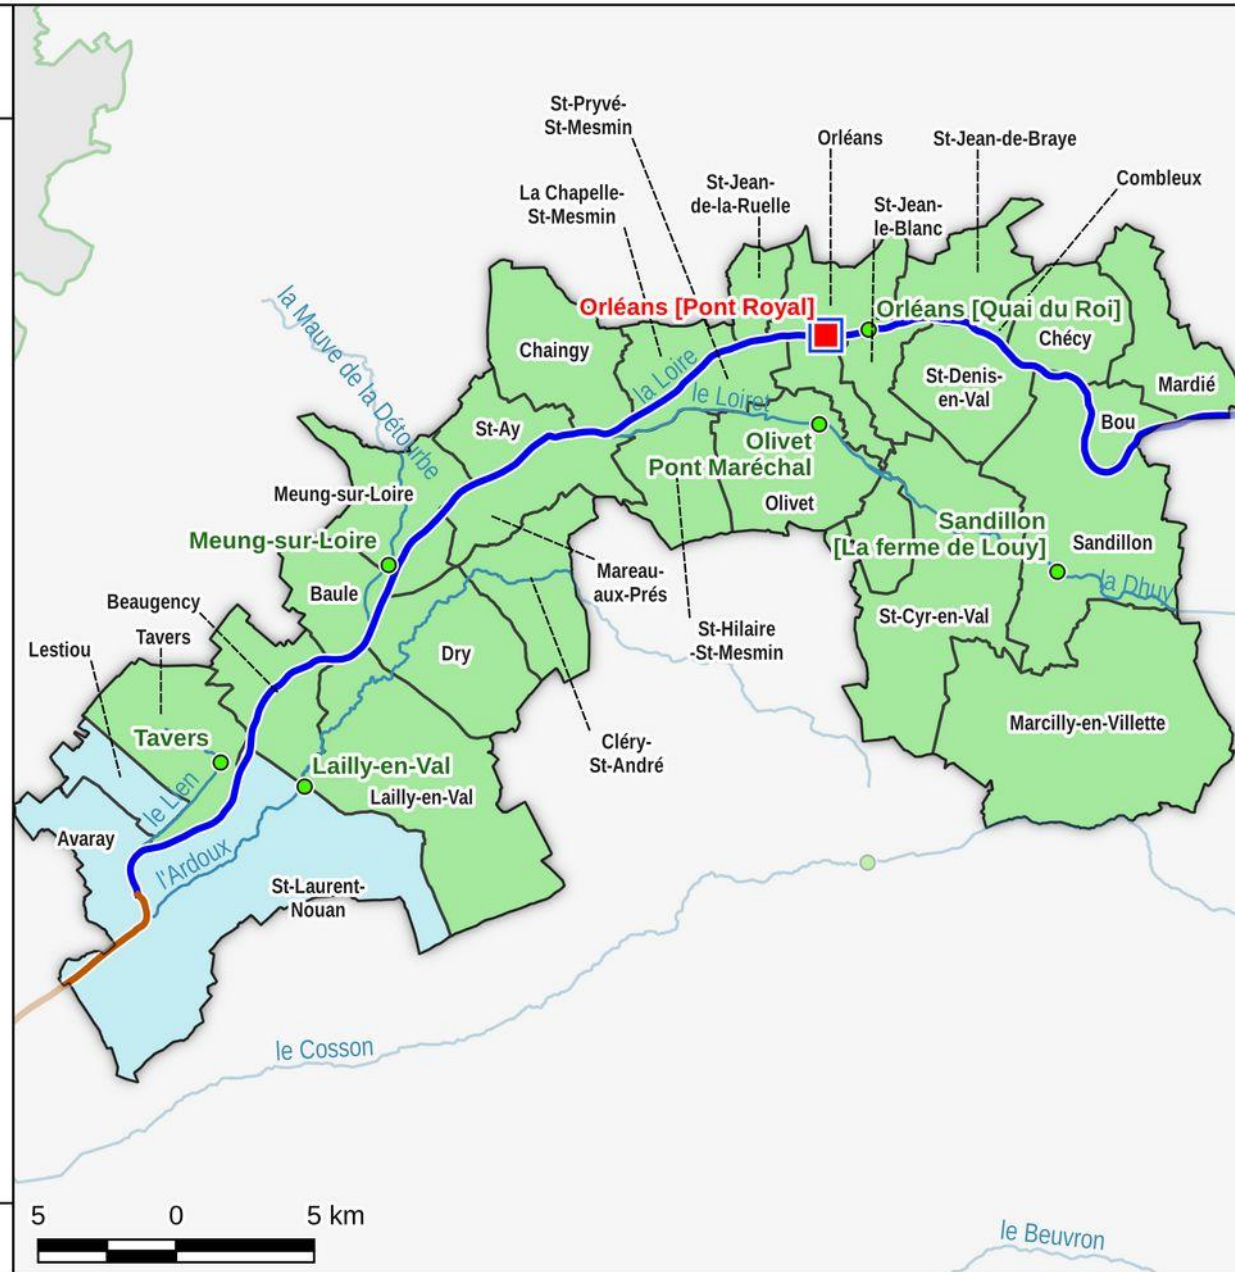 St-Pryvé-
St-Mesmin
Orléans
St-Jean-de-Braye
Combleux
La Chapelle-
St-Mesmin
St-Jean-
de-la-Ruelle
St-Jean-
le-Blanc
la Mauve de la Détourbe
Orléans [Pont Royal]
Orléans [Quai du Roi]
Chaingy
Chécy
la Loire
le Loiret
St-Denis-
en-Val
Mardié
St-Ay
Bou
Olivet
Pont Maréchal
Olivet
Meung-sur-Loire
Meung-sur-Loire
Sandillon
[La ferme de Louy]
Sandillon
la Dhuy
Baule
Mareau-
aux-Prés
Beaugency
Tavers
Lestiou
St-Cyr-en-Val
St-Hilaire
-St-Mesmin
Dry
Marcilly-en-Villette
Tavers
Cléry-
St-André
Lailly-en-Val
Lailly-en-Val
le Lien
Avaray
l'Ardoux
St-Laurent-
Nouan
le Cosson
5 0 5 km
le Beuvron